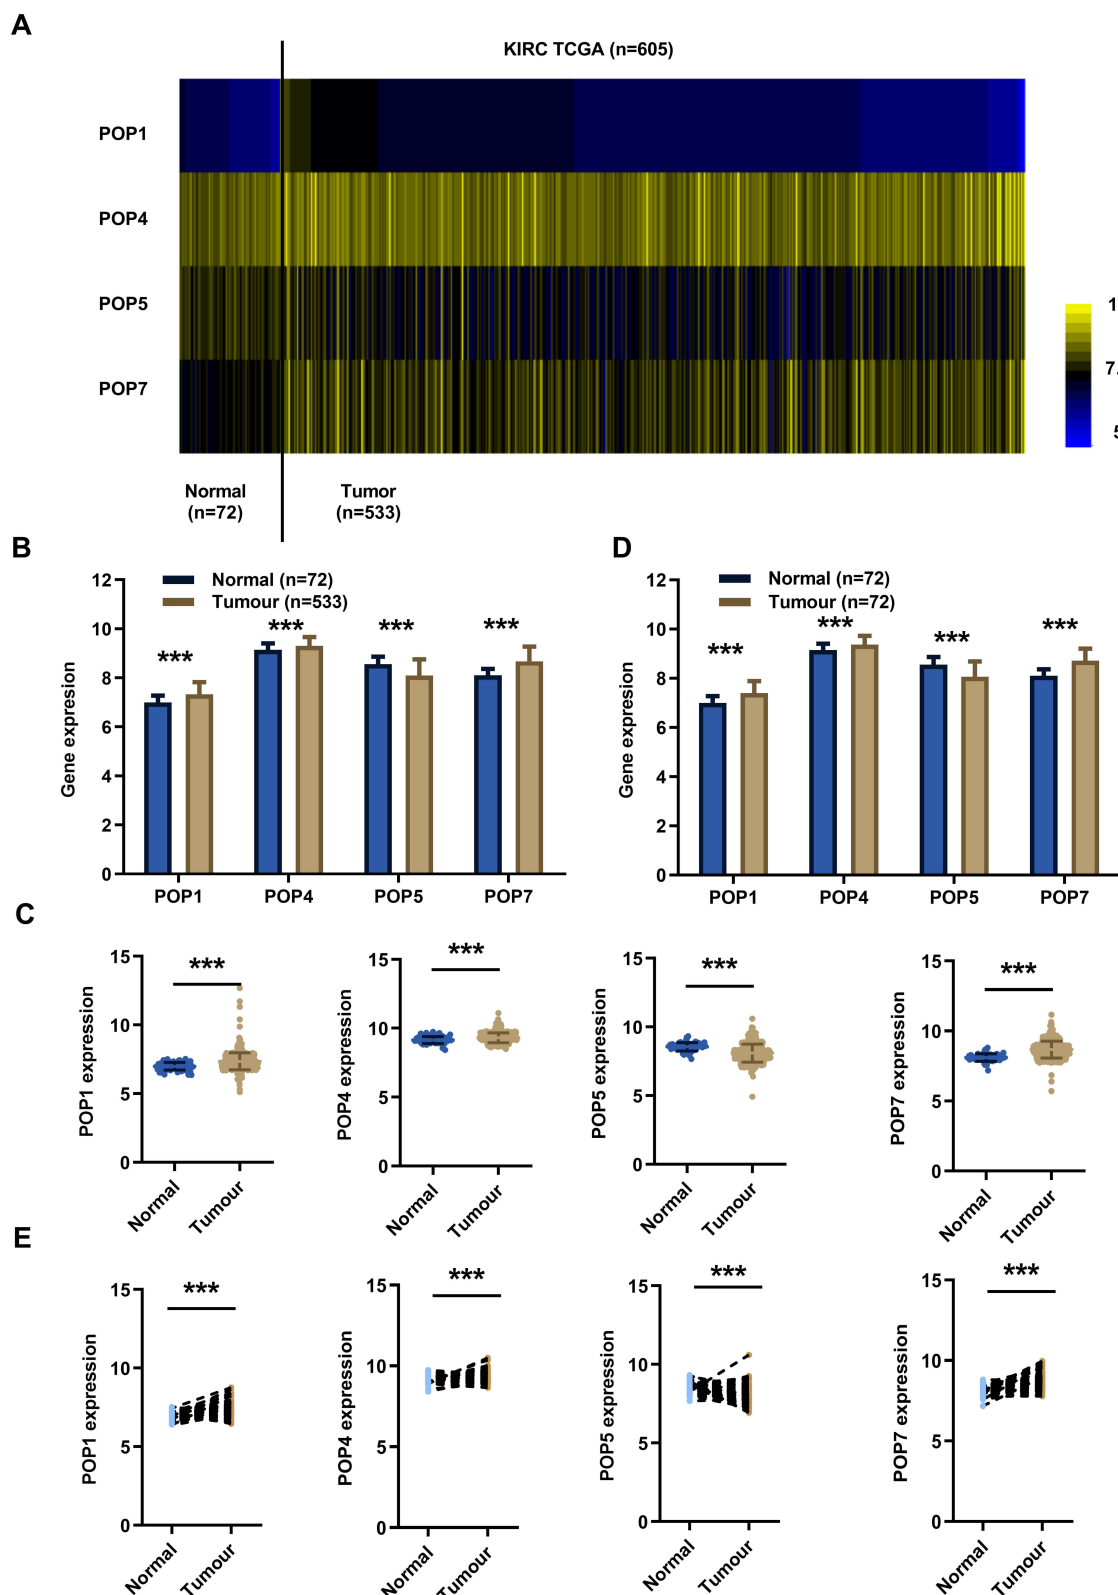 A
KIRC TCGA (n=605)
POP1
POP4
POP5
POP7
1
7.
5
Normal
(n=72)
Tumor
(n=533)
B
Normal (n=72)
Tumour (n=533)
12
10
8
6
4
2
0
Gene expression
*** *** *** ***
POP1 POP4 POP5 POP7
D
Normal (n=72)
Tumour (n=72)
12
10
8
6
4
2
0
Gene expression
*** *** *** ***
POP1 POP4 POP5 POP7
C
POP1 expression
15
10
5
0
***
Normal
Tumour
POP4 expression
15
10
5
0
***
Normal
Tumour
POP5 expression
15
10
5
0
***
Normal
Tumour
POP7 expression
15
10
5
0
***
Normal
Tumour
E
POP1 expression
15
10
5
0
***
Normal
Tumour
POP4 expression
15
10
5
0
***
Normal
Tumour
POP5 expression
15
10
5
0
***
Normal
Tumour
POP7 expression
15
10
5
0
***
Normal
Tumour